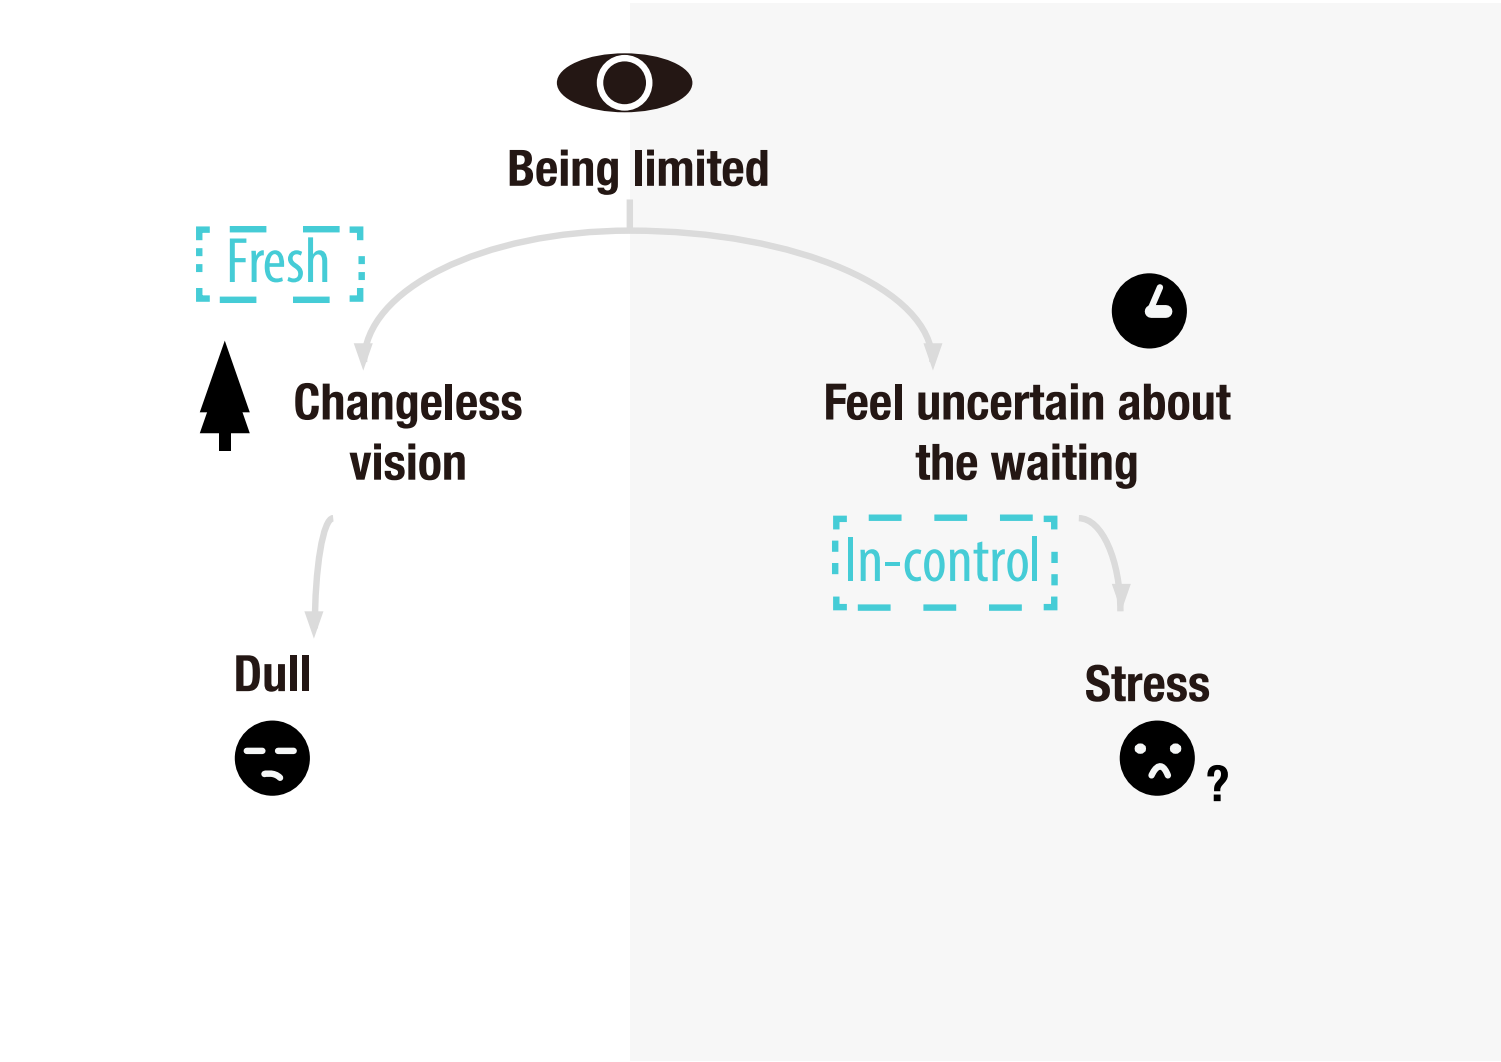 Being limited
Fresh
Changeless
vision
Dull
Feel uncertain about
the waiting
In-control
Stress
?